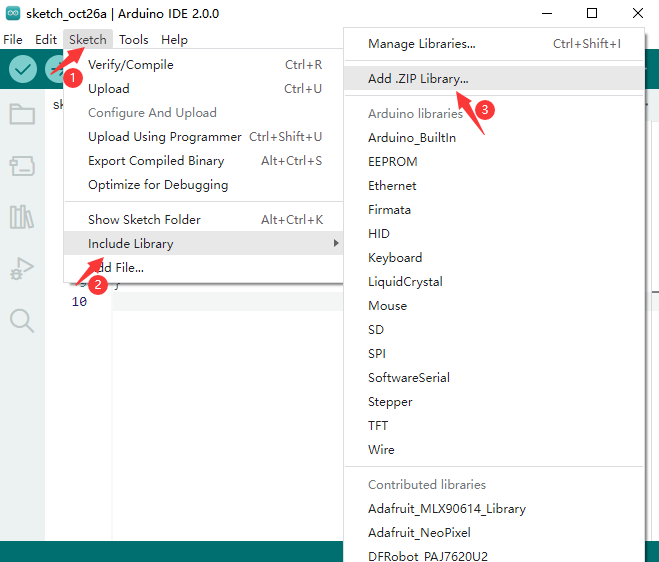 sketch_oct26a | Arduino IDE 2.0.0
File Edit Sketch Tools Help
1
sk
Verify/Compile Ctrl+R
Upload Ctrl+U
Configure And Upload
Upload Using Programmer Ctrl+Shift+U
Export Compiled Binary Alt+Ctrl+S
Optimize for Debugging
Show Sketch Folder Alt+Ctrl+K
Include Library
2
File...
10 }
Manage Libraries... Ctrl+Shift+I
Add .ZIP Library...
3
Arduino libraries
Arduino_BuiltIn
EEPROM
Ethernet
Firmata
HID
Keyboard
LiquidCrystal
Mouse
SD
SPI
SoftwareSerial
Stepper
TFT
Wire
Contributed libraries
Adafruit_MLX90614_Library
Adafruit_NeoPixel
DFRobot_PAJ7620U2